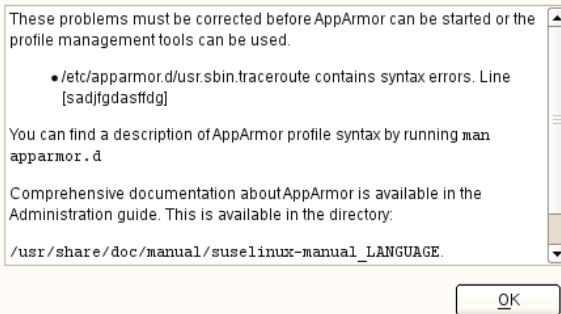 These problems must be corrected before AppArmor can be started or the
profile management tools can be used.
• /etc/apparmor.d/usr.sbin.traceroute contains syntax errors. Line
[sadjfgdasffdg]
You can find a description of AppArmor profile syntax by running man
apparmor.d
Comprehensive documentation about AppArmor is available in the
Administration guide. This is available in the directory:
/usr/share/doc/manual/suselinux-manual_LANGUAGE.
OK